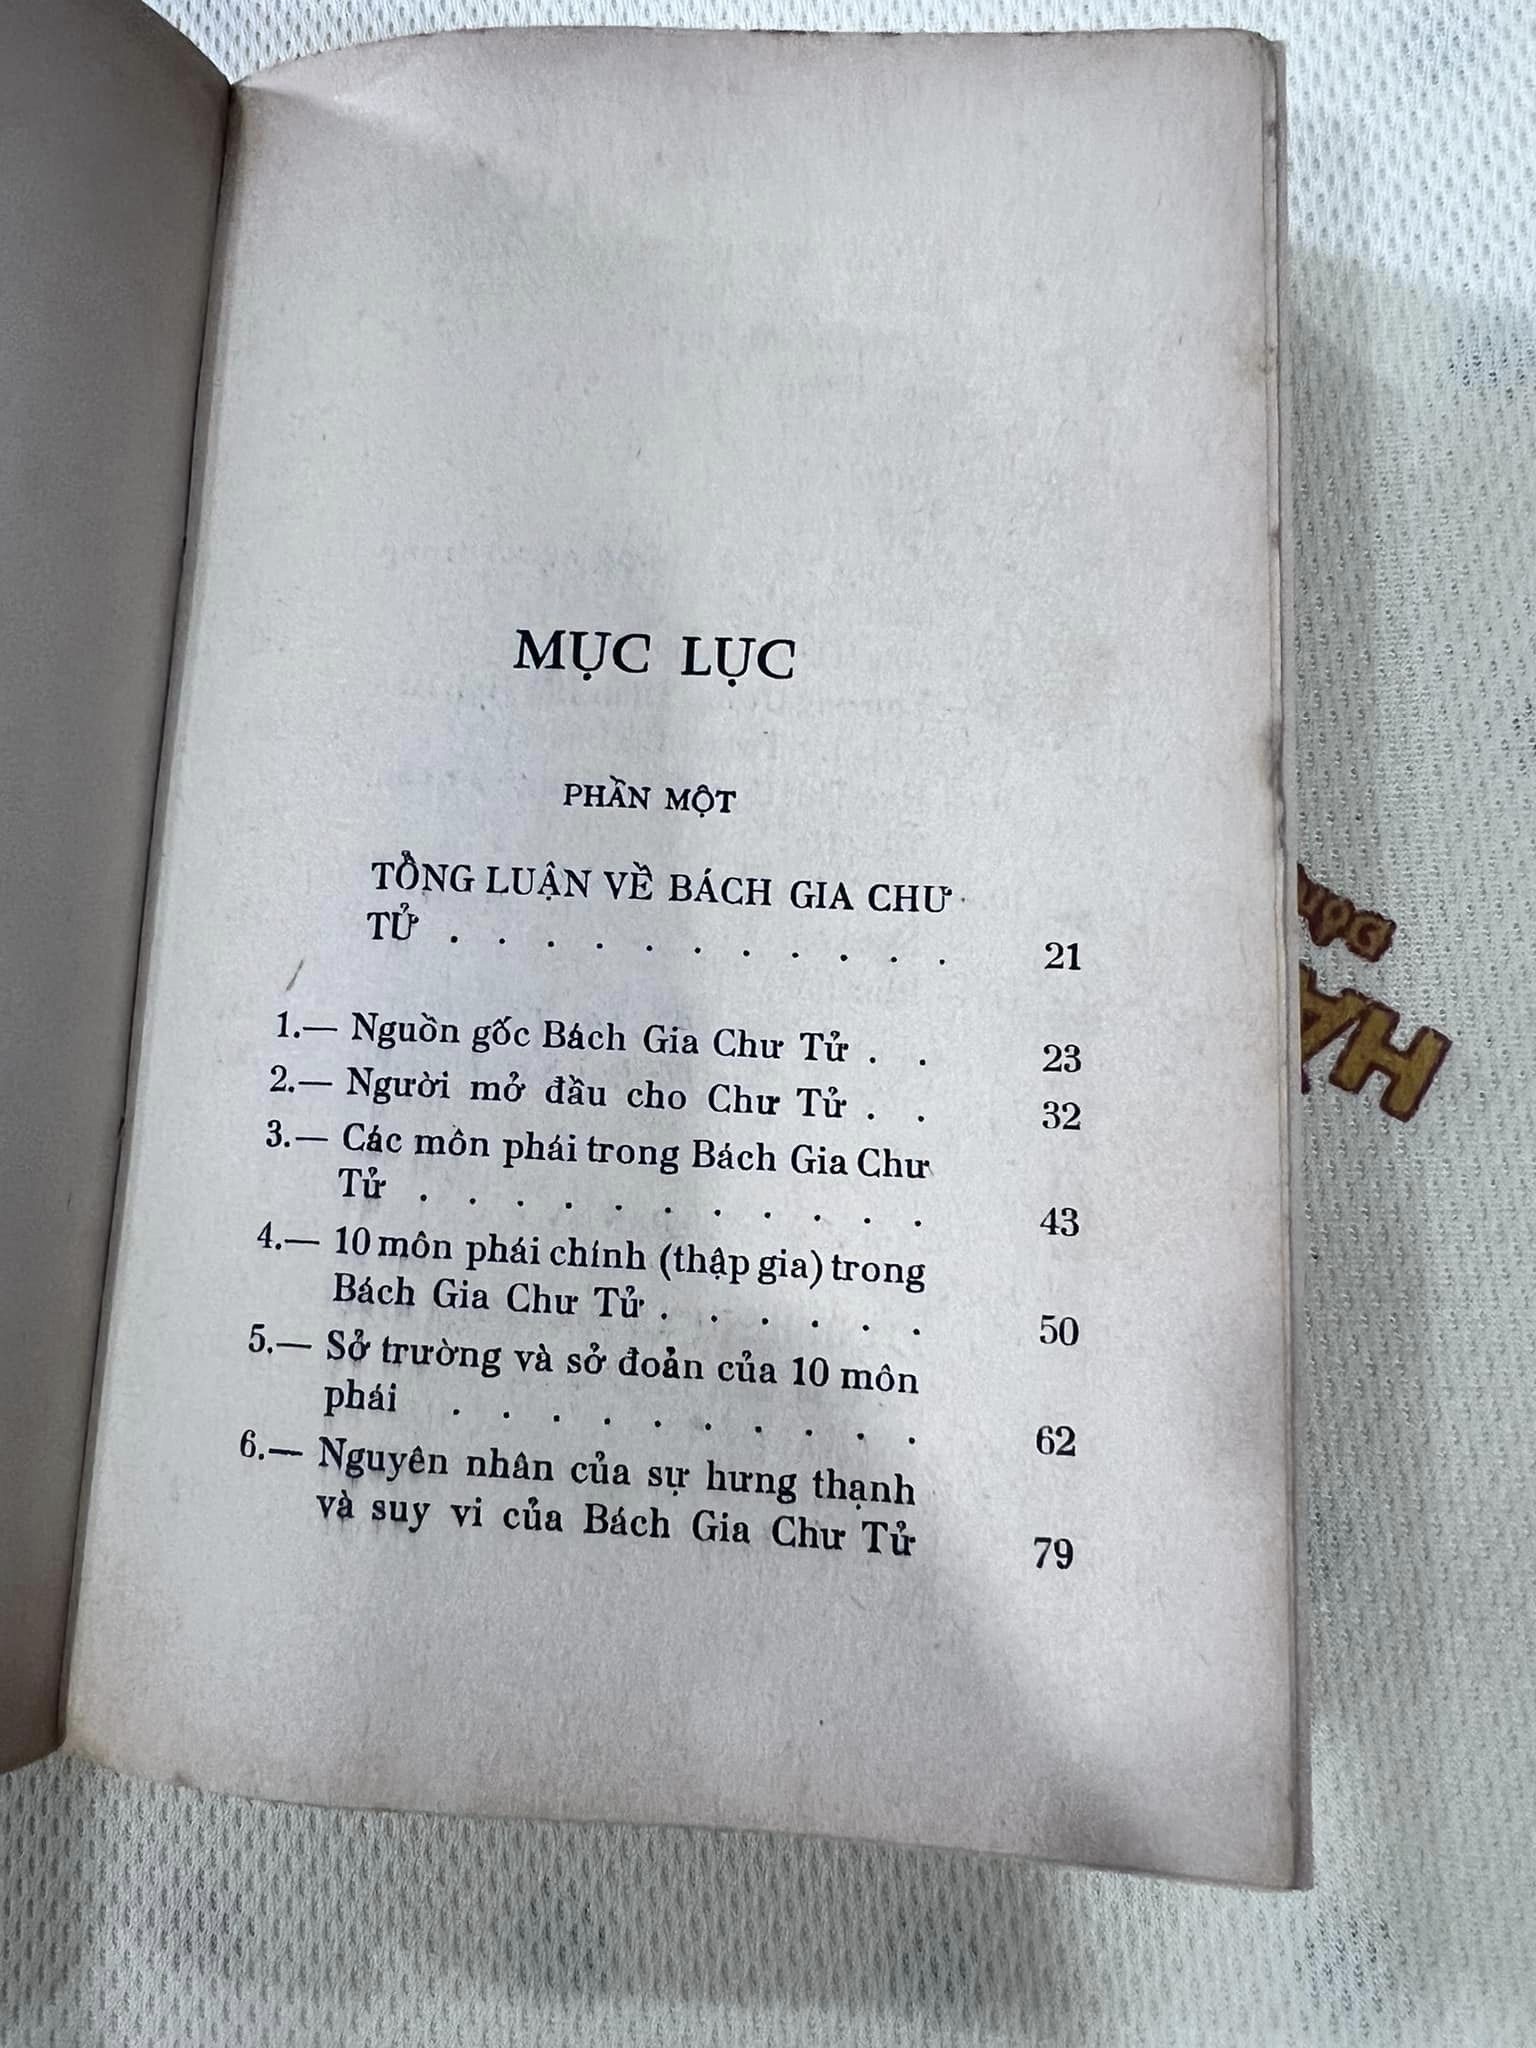 MỤC LỤC
PHẦN MỘT
TỔNG LUẬN VỀ BÁCH GIA CHƯ
TỬ . . . . . . . . . . . 21
1.— Nguồn gốc Bách Gia Chư Tử . . 23
2.— Người mở đầu cho Chư Tử . . 32
3.— Các môn phái trong Bách Gia Chư
Tử . . . . . . . . . . . 43
4.— 10 môn phái chính (thập gia) trong
Bách Gia Chư Tử . . . . . . 50
5.— Sở trường và sở đoản của 10 môn
phái . . . . . . . . . . 62
6.— Nguyên nhân của sự hưng thạnh
và suy vi của Bách Gia Chư Tử 79